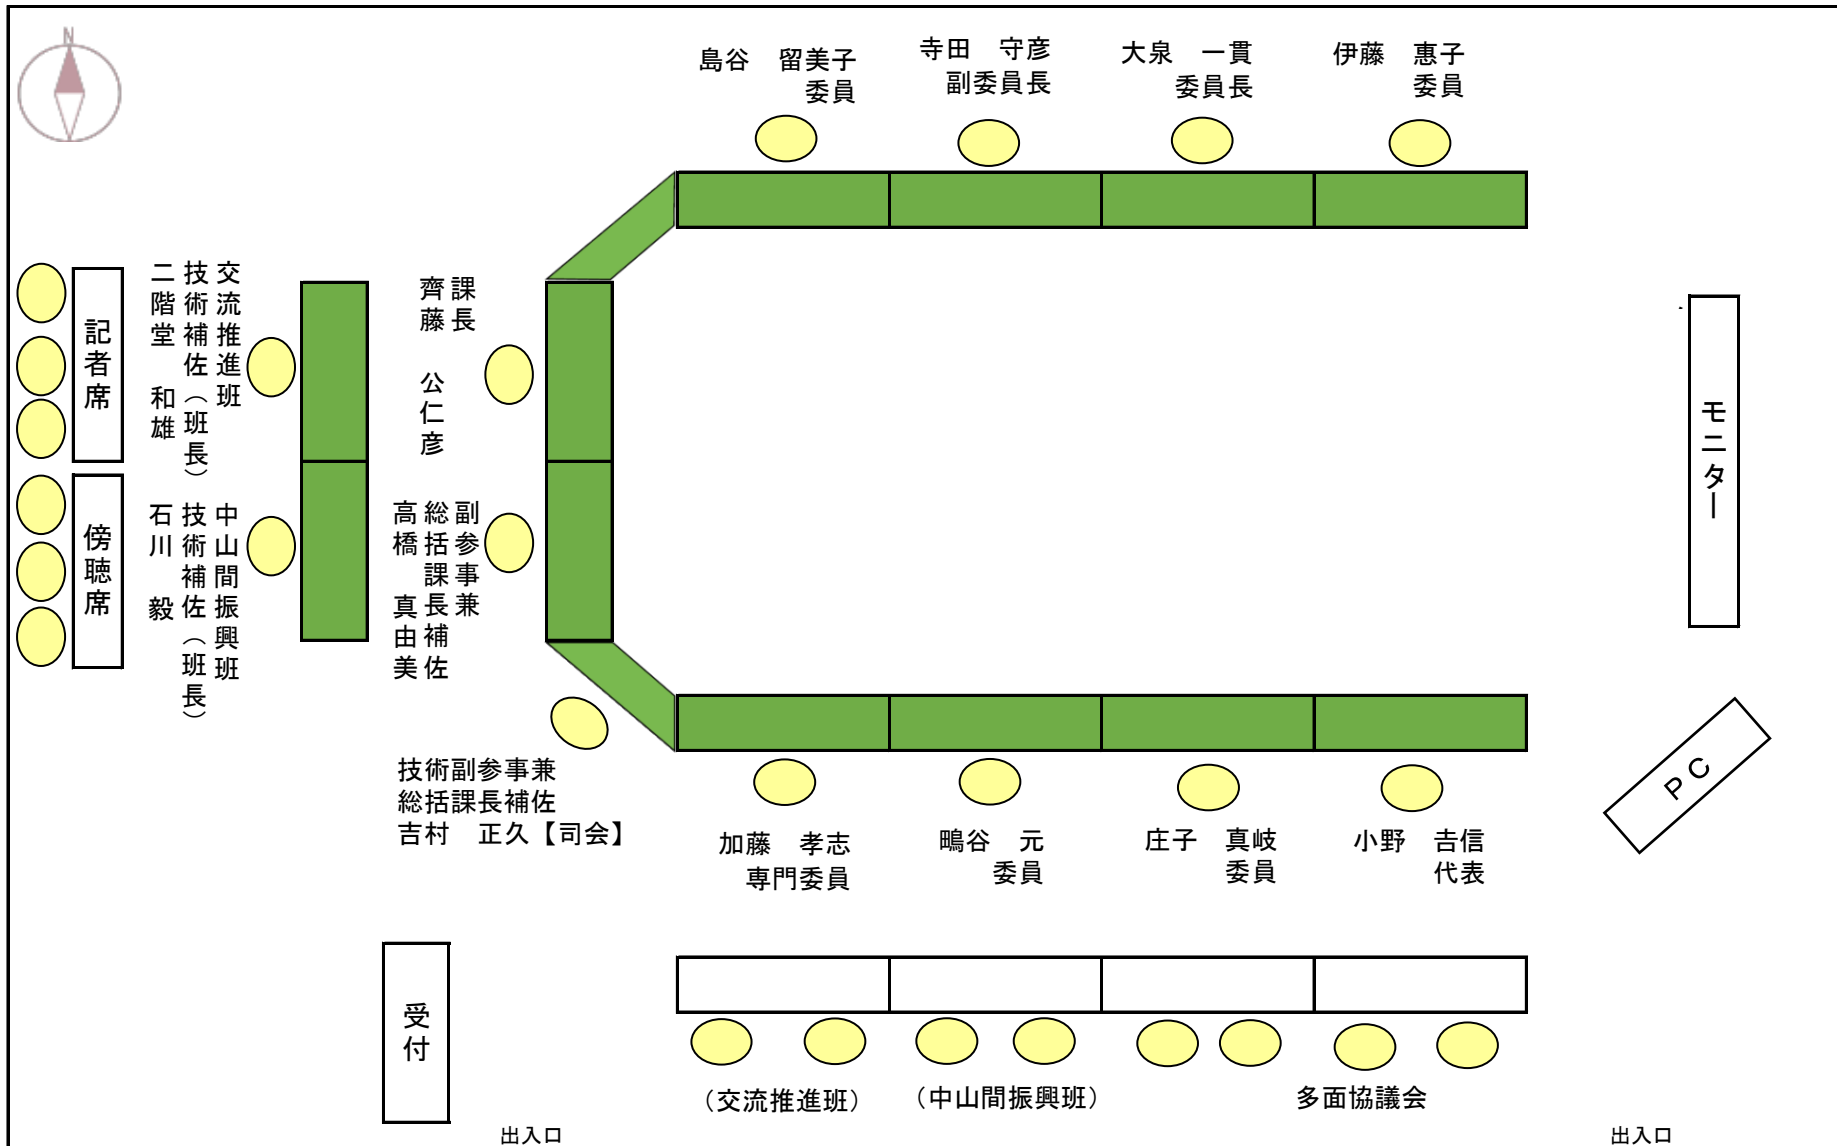 N
島谷　留美子
委員
寺田　守彦
副委員長
大泉　一貫
委員長
伊藤　惠子
委員
記者席
交流推進班
技術補佐（班長）
二階堂　和雄
課長
齊藤　公仁彦
モニター
傍聴席
中山間振興班
技術補佐（班長）
石川　毅
副参事兼
総括課長補佐
高橋　真由美
技術副参事兼
総括課長補佐
吉村　正久【司会】
加藤　孝志
専門委員
鴫谷　元
委員
庄子　真岐
委員
小野　𠮷信
代表
ＰＣ
受付
（交流推進班）
（中山間振興班）
多面協議会
出入口
出入口